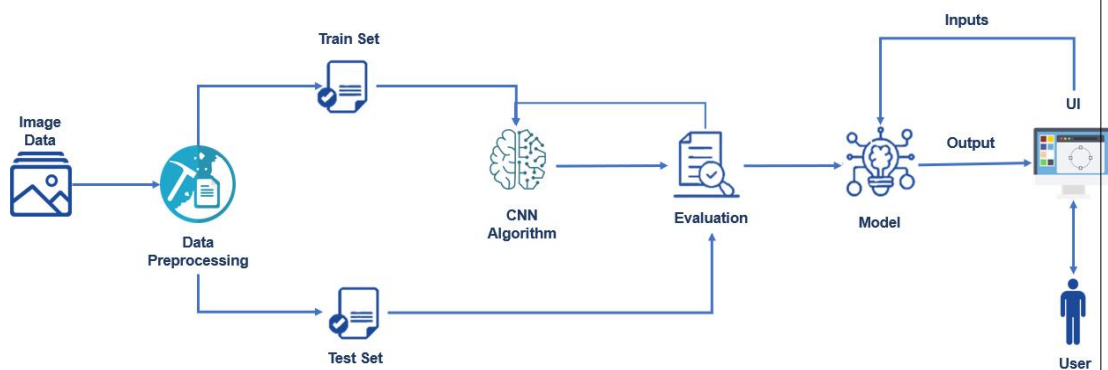 Image
Data
Data
Preprocessing
Train Set
Test Set
CNN
Algorithm
Evaluation
Model
Inputs
Output
UI
User